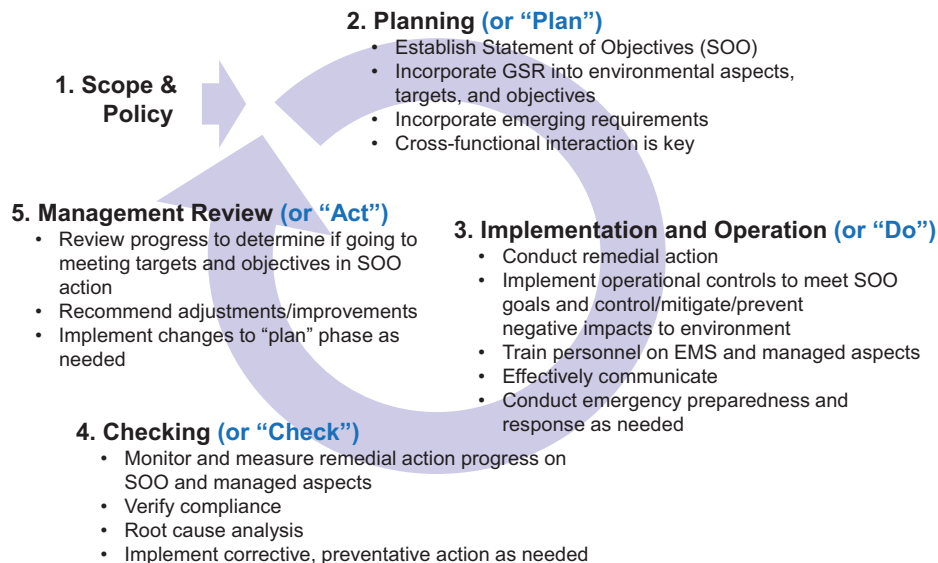 2. Planning (or “Plan”)
• Establish Statement of Objectives (SOO)
• Incorporate GSR into environmental aspects,
targets, and objectives
• Incorporate emerging requirements
• Cross-functional interaction is key
1. Scope &
Policy
5. Management Review (or “Act”)
• Review progress to determine if going to
meeting targets and objectives in SOO
action
• Recommend adjustments/improvements
• Implement changes to “plan” phase as
needed
3. Implementation and Operation (or “Do”)
• Conduct remedial action
• Implement operational controls to meet SOO
goals and control/mitigate/prevent
negative impacts to environment
• Train personnel on EMS and managed aspects
• Effectively communicate
• Conduct emergency preparedness and
response as needed
4. Checking (or “Check”)
• Monitor and measure remedial action progress on
SOO and managed aspects
• Verify compliance
• Root cause analysis
• Implement corrective, preventative action as needed